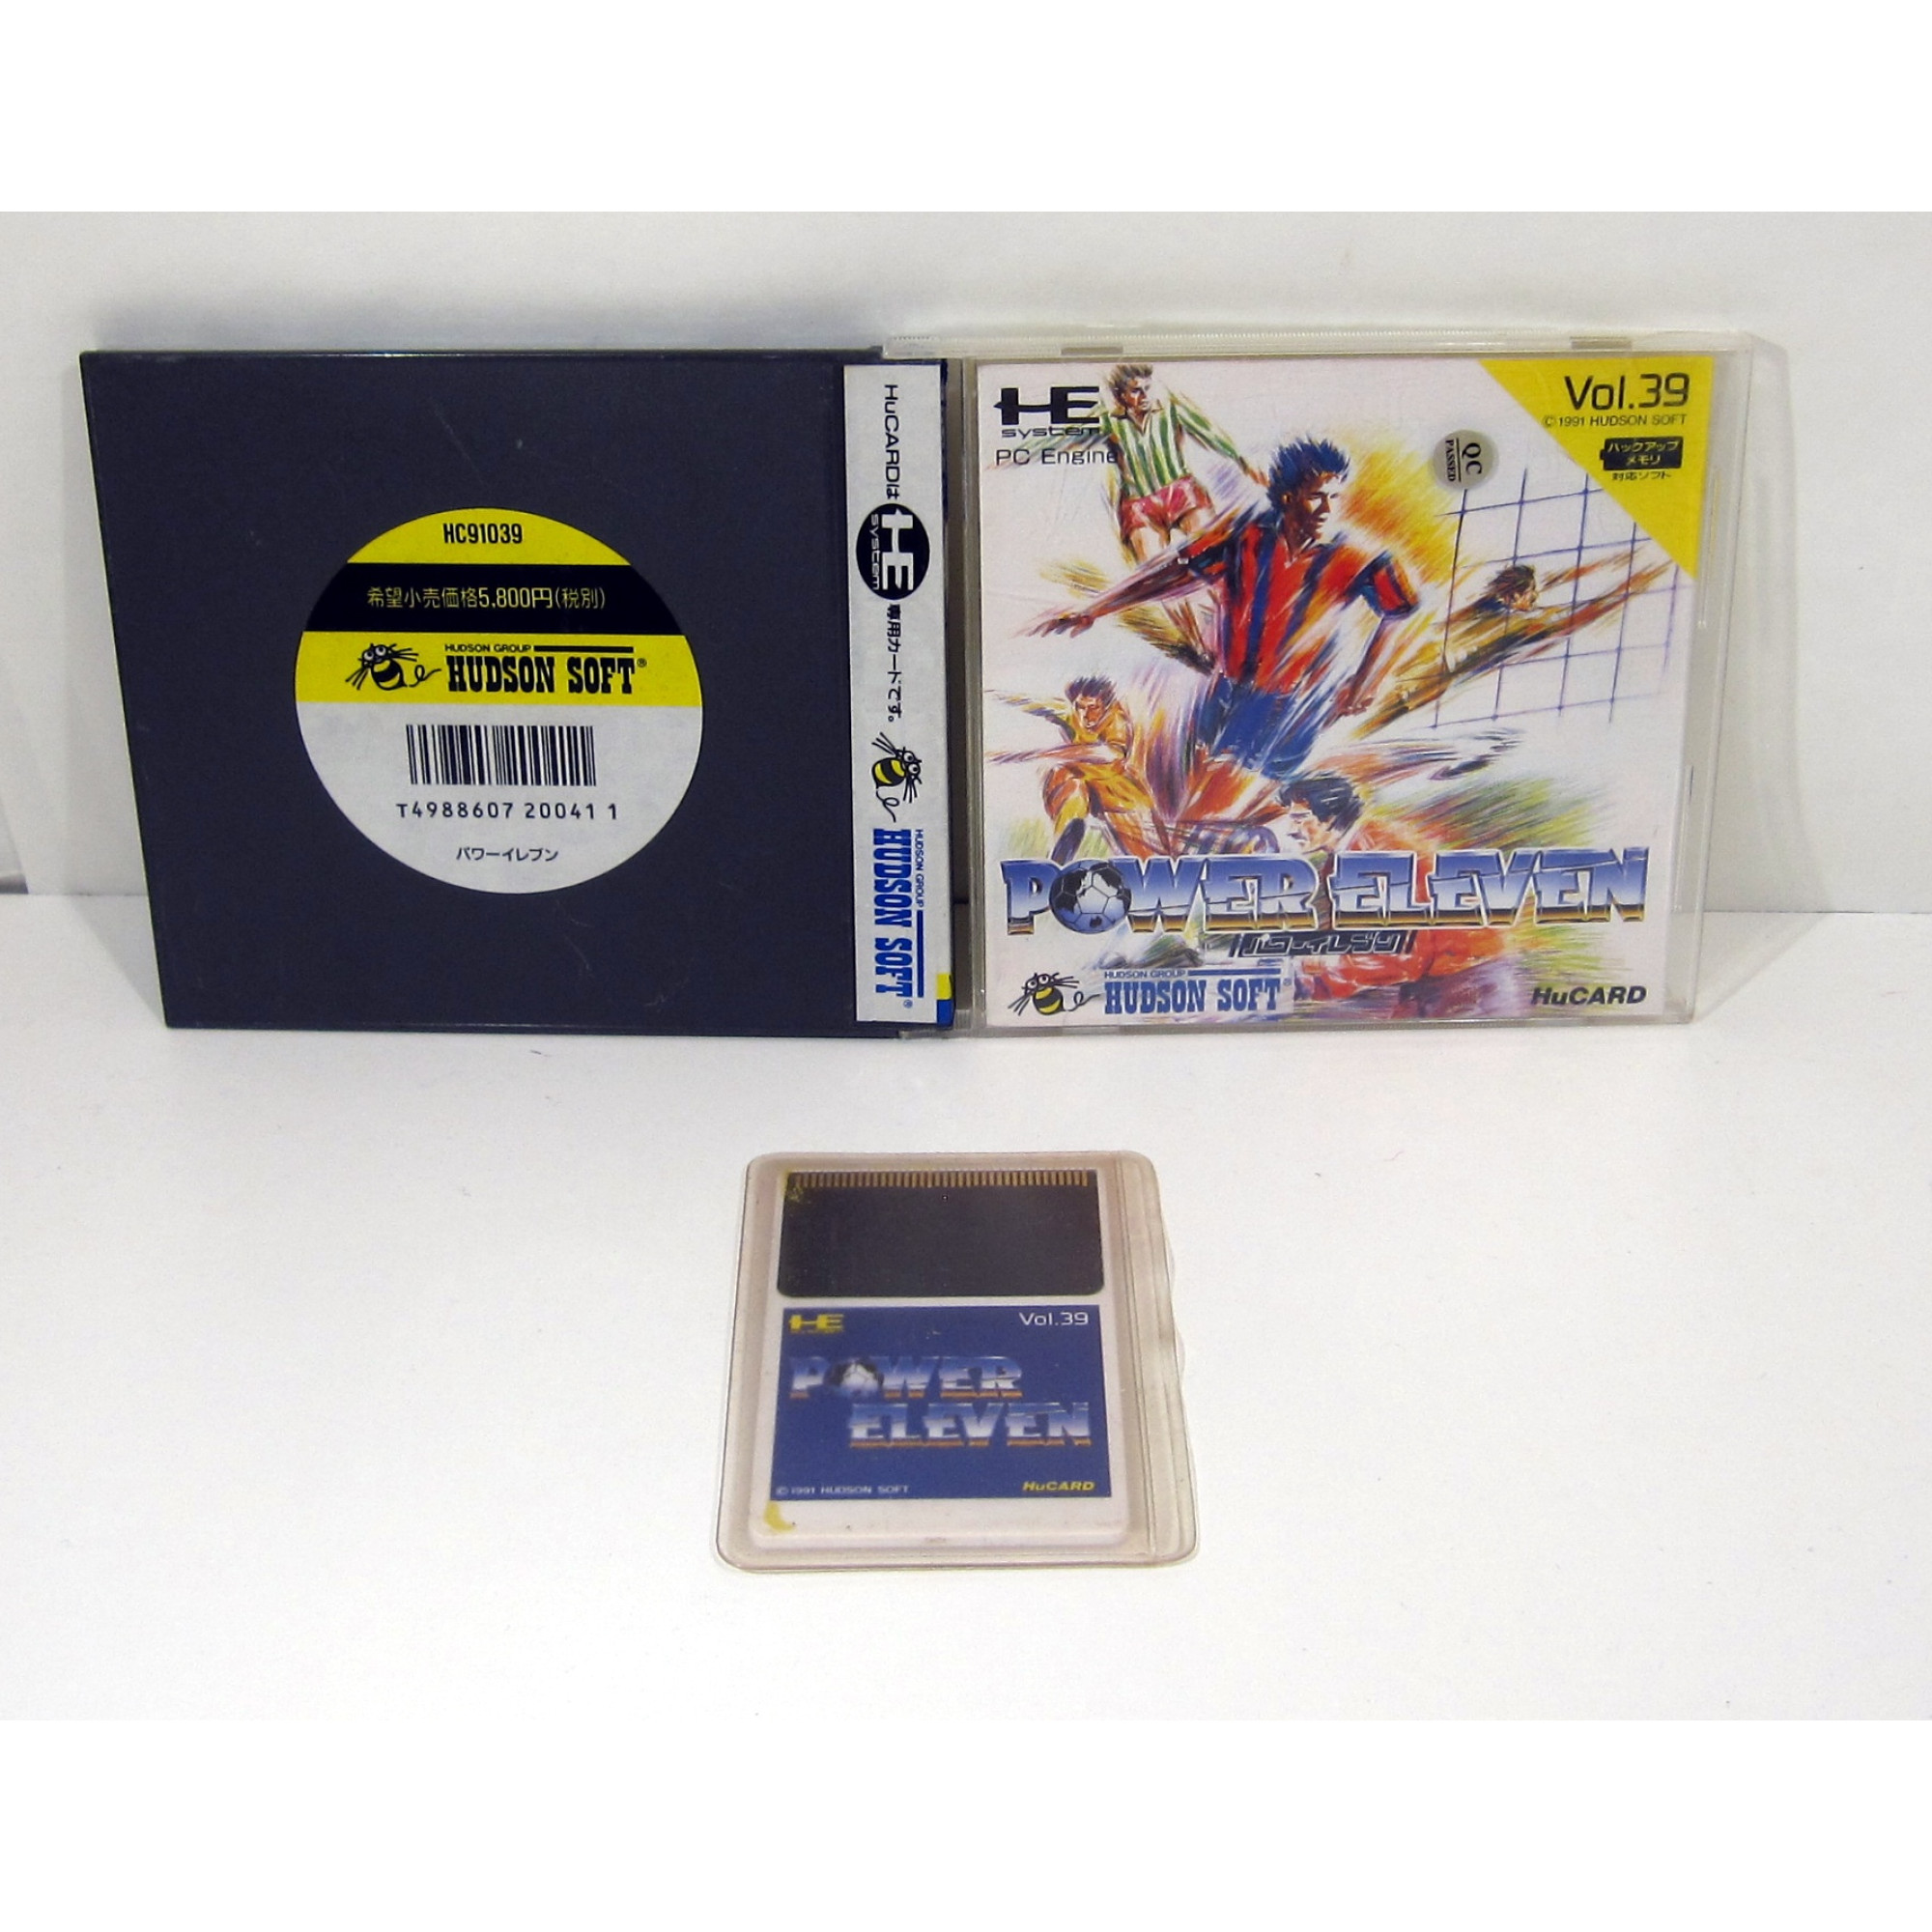 HC91039
希望小売価格5,800円(税別)
HUDSON GROUP
HUDSON SOFT®
T4988607 20041 1
パワーイレブン
HuCARDは HE system 専用カードです。
HUDSON GROUP
HUDSON SOFT®
HE
system
PC Engine
Vol.39
©1991 HUDSON SOFT
バックアップ
メモリ
対応ソフト
QC
PASSED
POWER ELEVEN
パワーイレブン
HUDSON GROUP
HUDSON SOFT®
HuCARD
HE
Vol.39
POWER
ELEVEN
©1991 HUDSON SOFT
HuCARD